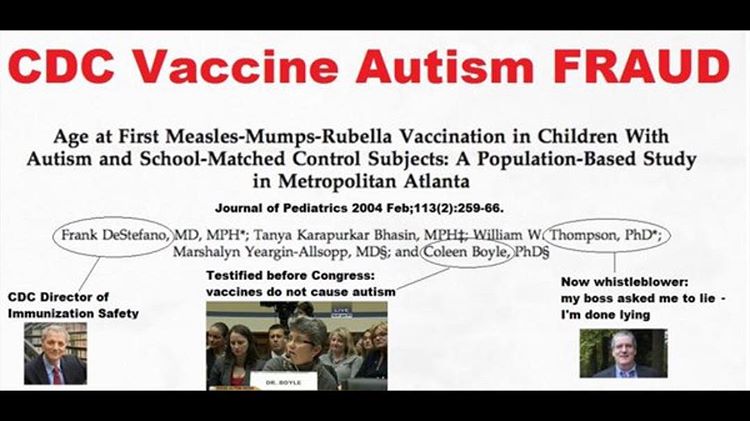 CDC Vaccine Autism FRAUD
Age at First Measles-Mumps-Rubella Vaccination in Children With
Autism and School-Matched Control Subjects: A Population-Based Study
in Metropolitan Atlanta
Journal of Pediatrics 2004 Feb;113(2):259-66.
Frank DeStefano, MD, MPH*; Tanya Karapurkar Bhasin, MPH‡; William W. Thompson, PhD*;
Marshalyn Yeargin-Allsopp, MD§; and Coleen Boyle, PhD§
Testified before Congress:
vaccines do not cause autism
Now whistleblower:
my boss asked me to lie -
I'm done lying
CDC Director of
Immunization Safety
LIVE
DR. BOYLE